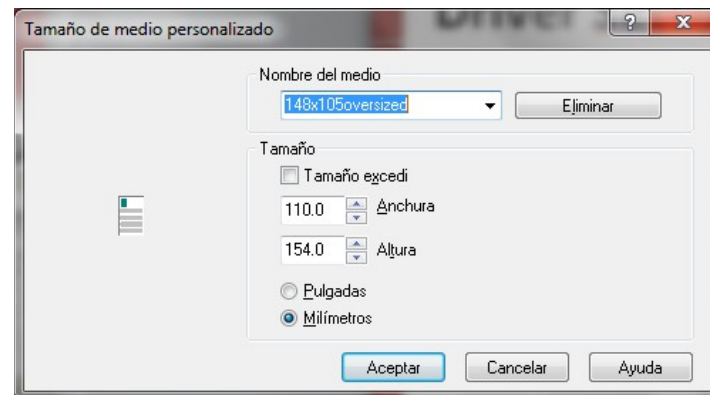 Tamaño de medio personalizado
Nombre del medio
148x105oversized
Eliminar
Tamaño
Tamaño excedi
110.0 Anchura
154.0 Altura
Pulgadas
Milímetros
Aceptar Cancelar Ayuda